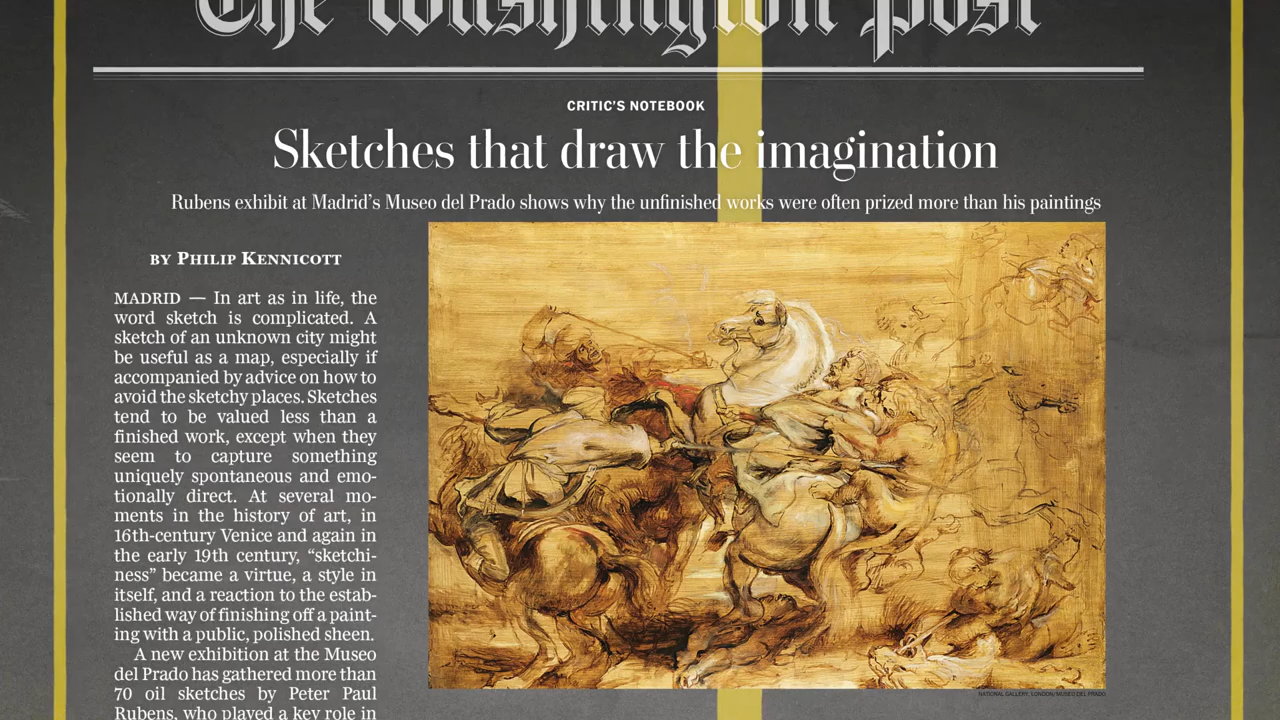 The Washington Post
CRITIC'S NOTEBOOK
Sketches that draw the imagination
Rubens exhibit at Madrid's Museo del Prado shows why the unfinished works were often prized more than his paintings
BY PHILIP KENNICOTT
MADRID — In art as in life, the
word sketch is complicated. A
sketch of an unknown city might
be useful as a map, especially if
accompanied by advice on how to
avoid the sketchy places. Sketches
tend to be valued less than a
finished work, except when they
seem to capture something
uniquely spontaneous and emo-
tionally direct. At several mo-
ments in the history of art, in
16th-century Venice and again in
the early 19th century, “sketchi-
ness” became a virtue, a style in
itself, and a reaction to the estab-
lished way of finishing off a paint-
ing with a public, polished sheen.
A new exhibition at the Museo
del Prado has gathered more than
70 oil sketches by Peter Paul
Rubens, who played a key role in
NATIONAL GALLERY, LONDON/MUSEO DEL PRADO